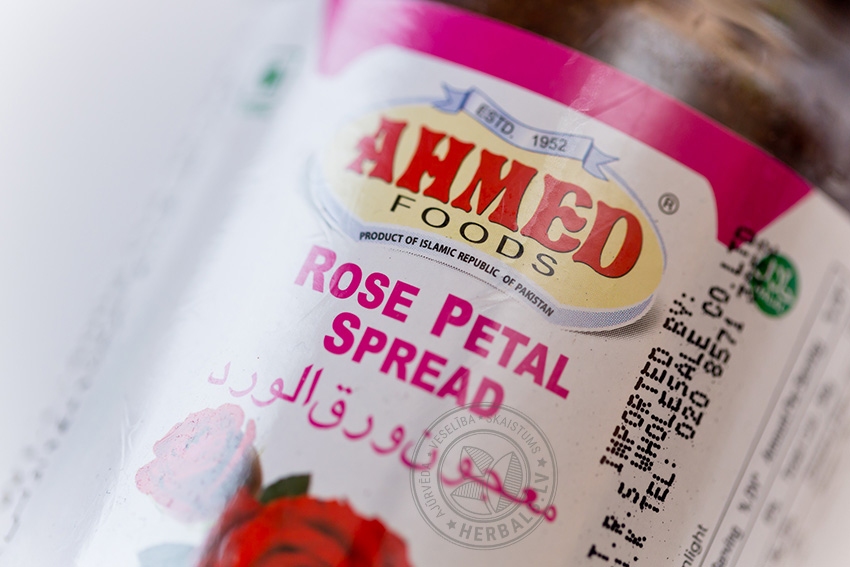 ESTD. 1952
AHMED
FOODS
®
PRODUCT OF ISLAMIC REPUBLIC OF PAKISTAN
ROSE PETAL
SPREAD
معجون ورق الورد
IMPORTED BY:
T.R.S WHOLESALE CO.LTD
U.K TEL. 020 8571
AJŪRVĒDA VESELĪBA SKAISTUMS
★ HERBAL.LV ★